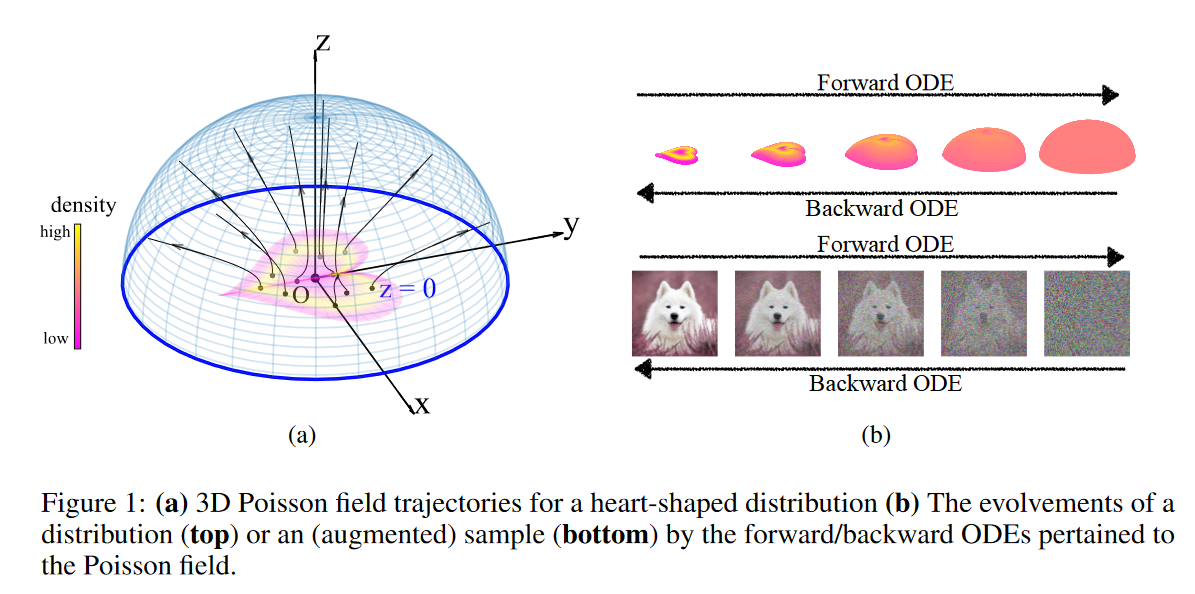 z
y
x
O
z = 0
density
high
low
(a)
Forward ODE
Backward ODE
Forward ODE
Backward ODE
(b)
Figure 1: (a) 3D Poisson field trajectories for a heart-shaped distribution (b) The evolvements of a
distribution (top) or an (augmented) sample (bottom) by the forward/backward ODEs pertained to
the Poisson field.